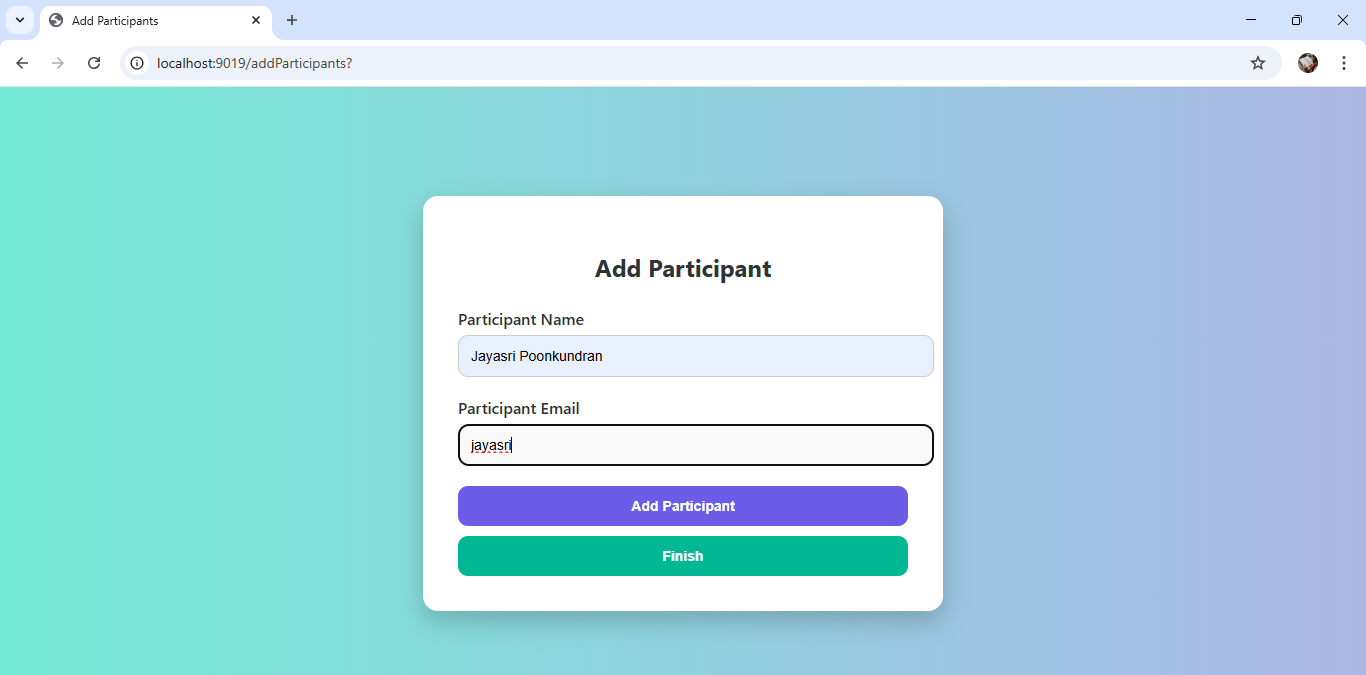 Add Participants
localhost:9019/addParticipants?
Add Participant
Participant Name
Jayasri Poonkundran
Participant Email
jayasri
Add Participant
Finish